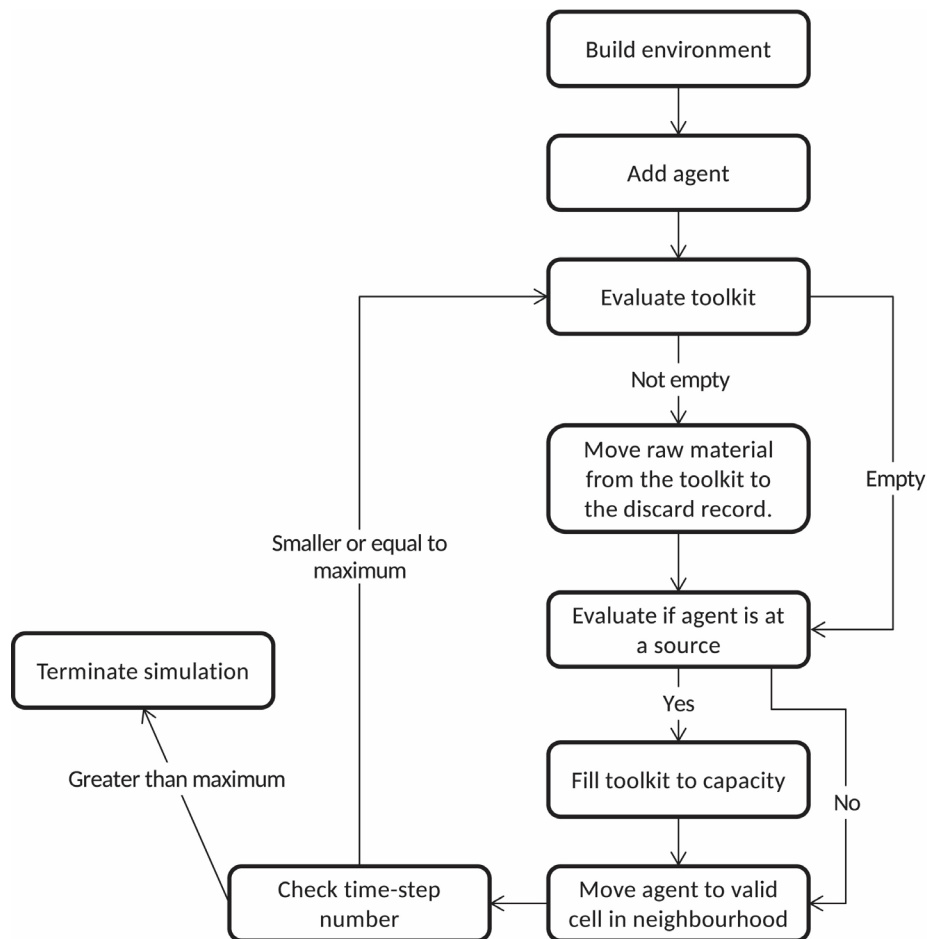 Build environment
Add agent
Evaluate toolkit
Not empty
Move raw material
from the toolkit to
the discard record.
Empty
Smaller or equal to
maximum
Evaluate if agent is at
a source
Terminate simulation
Yes
Greater than maximum
Fill toolkit to capacity
No
Check time-step
number
Move agent to valid
cell in neighbourhood